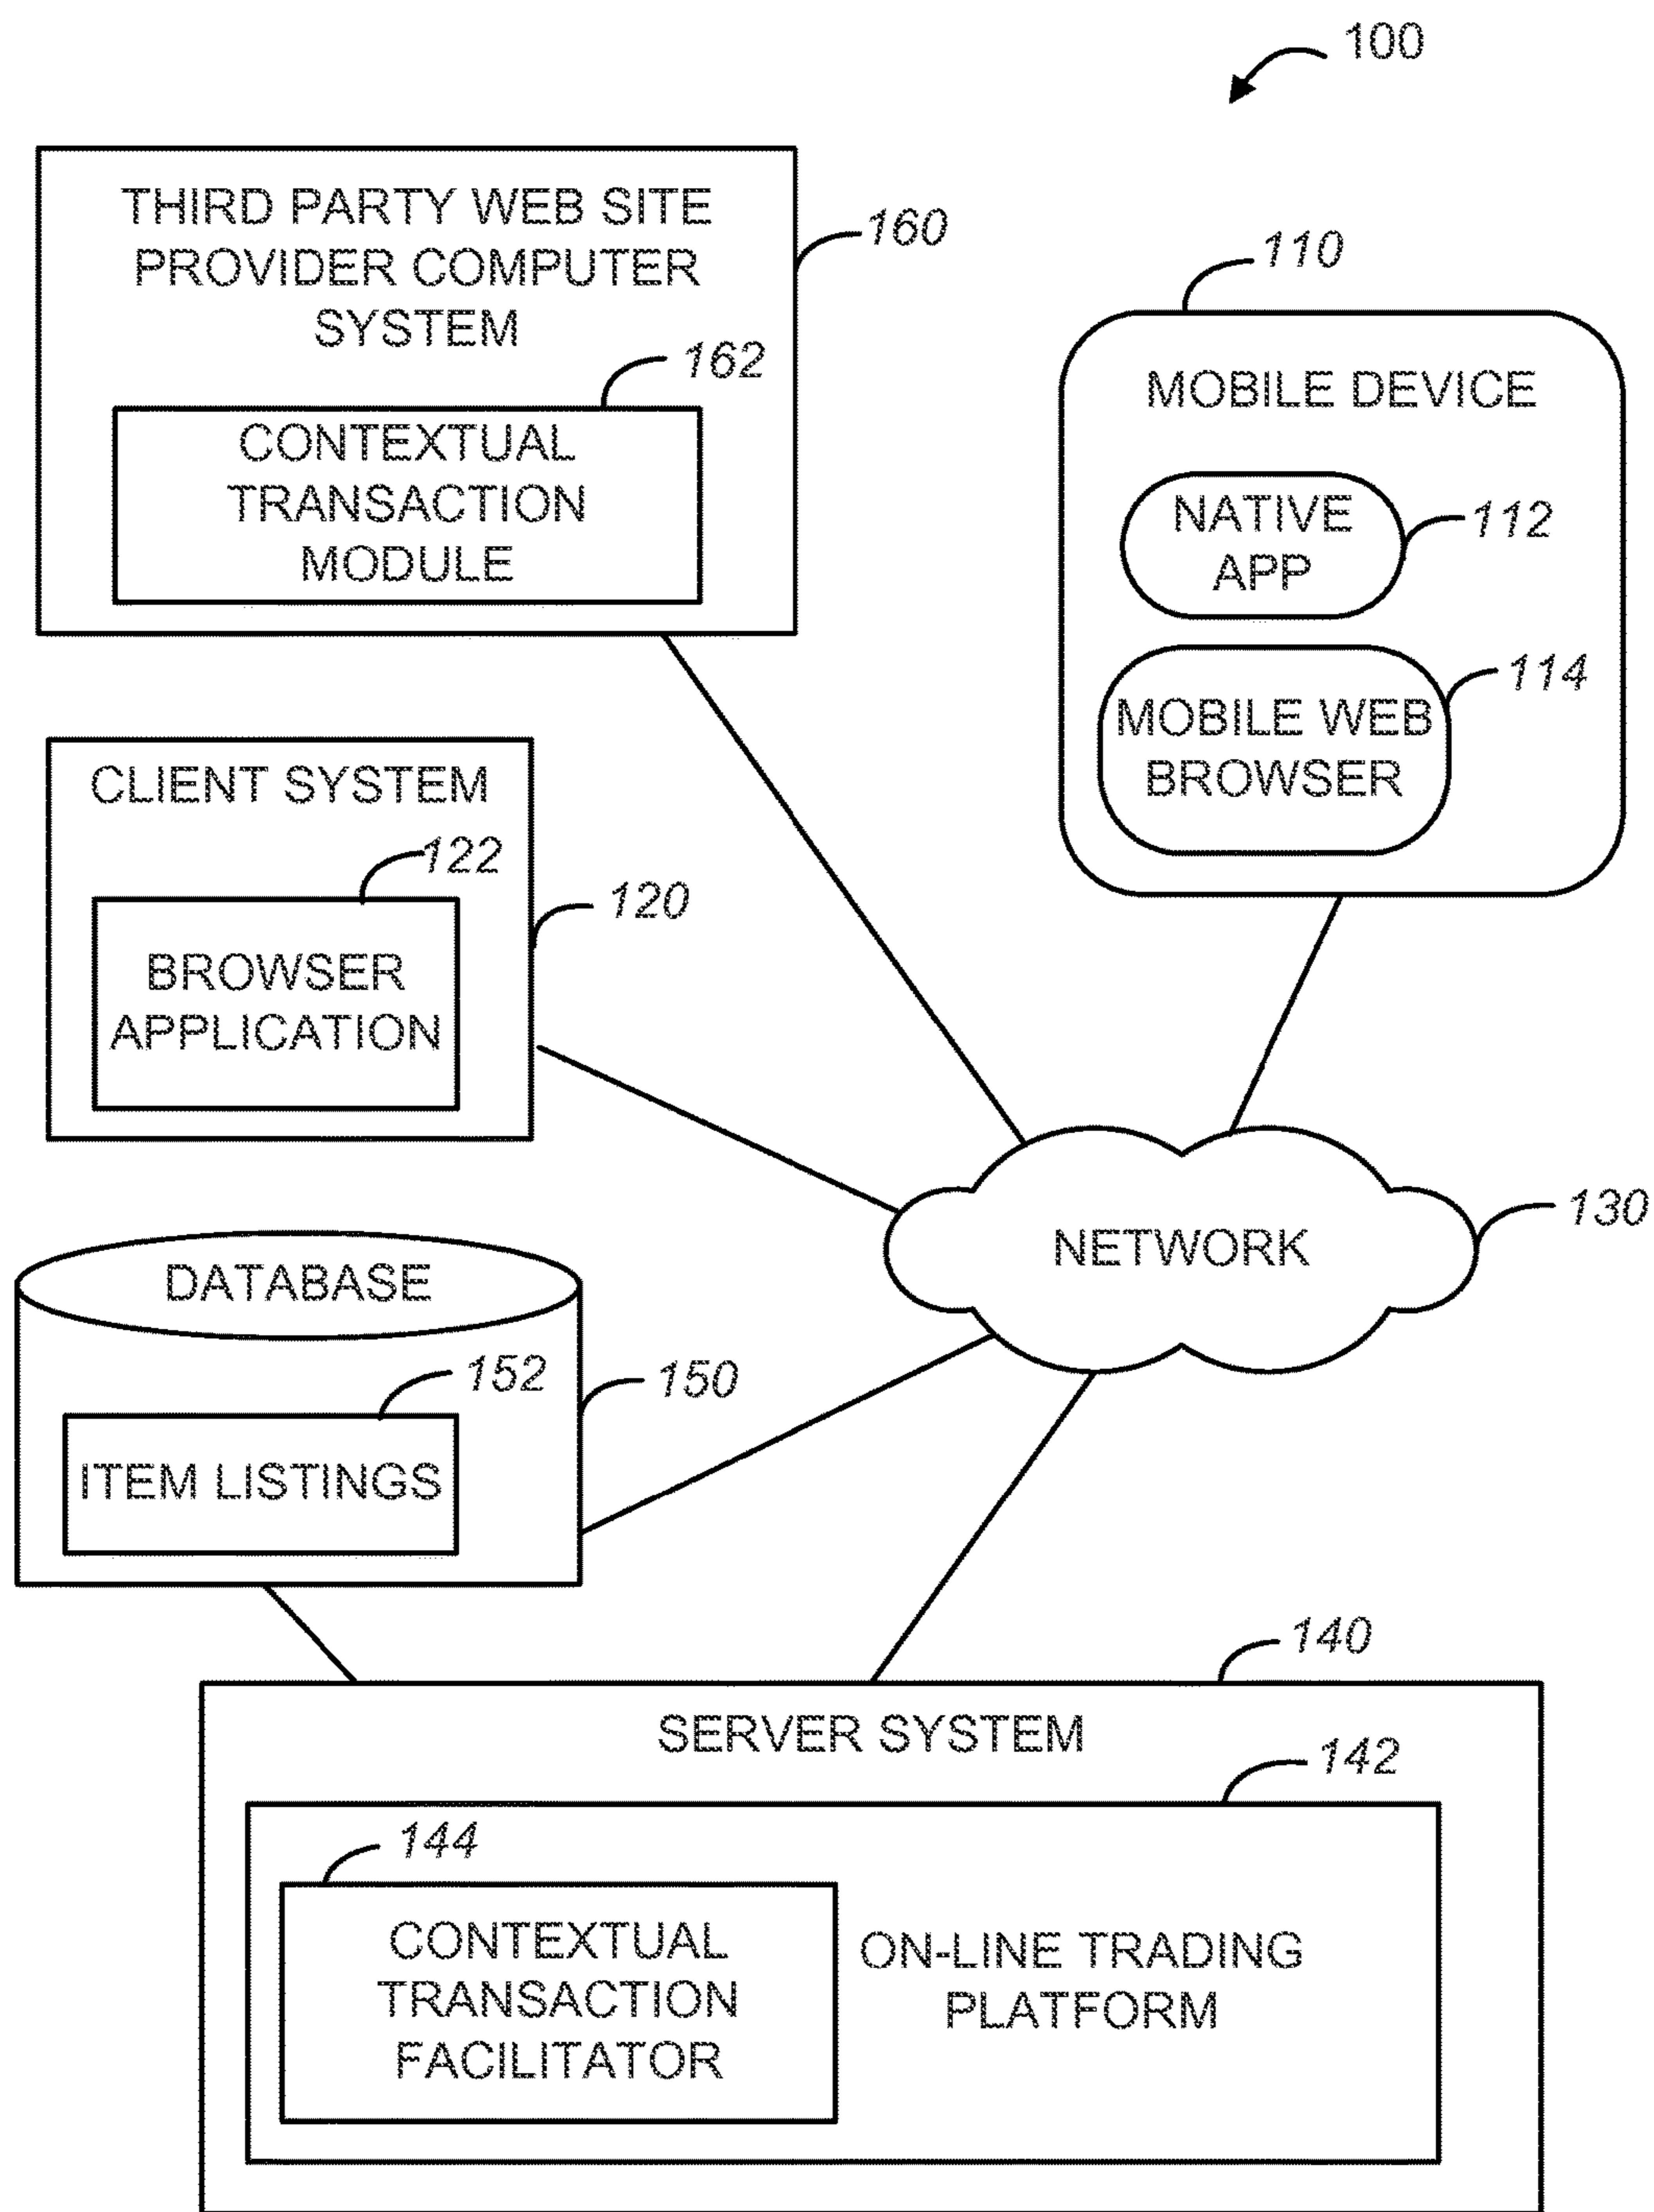 100
THIRD PARTY WEB SITE
PROVIDER COMPUTER
SYSTEM
160
162
CONTEXTUAL
TRANSACTION
MODULE
110
MOBILE DEVICE
NATIVE
APP
112
114
MOBILE WEB
BROWSER
CLIENT SYSTEM
122
120
BROWSER
APPLICATION
NETWORK
130
DATABASE
152
150
ITEM LISTINGS
140
SERVER SYSTEM
142
144
CONTEXTUAL
TRANSACTION
FACILITATOR
ON-LINE TRADING
PLATFORM